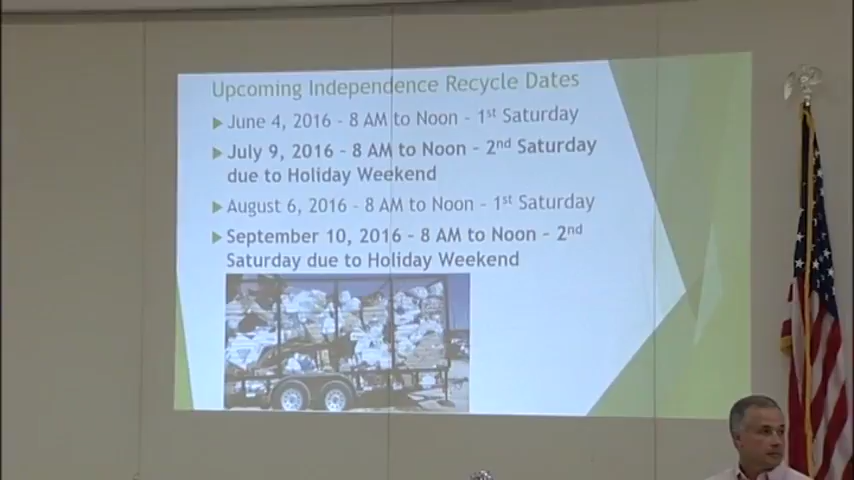 Upcoming Independence Recycle Dates
June 4, 2016 - 8 AM to Noon - 1st Saturday
July 9, 2016 - 8 AM to Noon - 2nd Saturday
due to Holiday Weekend
August 6, 2016 - 8 AM to Noon - 1st Saturday
September 10, 2016 - 8 AM to Noon - 2nd
Saturday due to Holiday Weekend